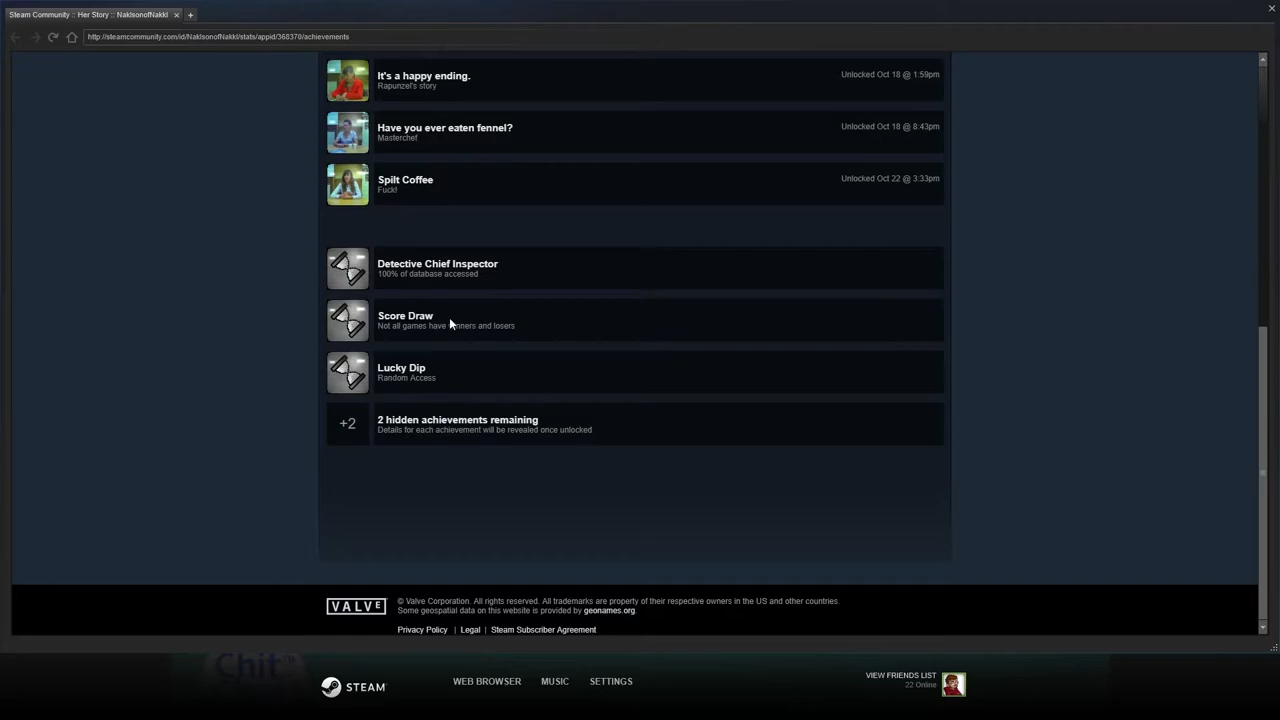 Steam Community :: Her Story :: NaklsonofNakkl
http://steamcommunity.com/id/NaklsonofNakkl/stats/appid/368370/achievements
It's a happy ending.
Rapunzel's story
Unlocked Oct 18 @ 1:59pm
Have you ever eaten fennel?
Masterchef
Unlocked Oct 18 @ 8:43pm
Spilt Coffee
Fuck!
Unlocked Oct 22 @ 3:33pm
Detective Chief Inspector
100% of database accessed
Score Draw
Not all games have winners and losers
Lucky Dip
Random Access
+2
2 hidden achievements remaining
Details for each achievement will be revealed once unlocked
VALVE
© Valve Corporation. All rights reserved. All trademarks are property of their respective owners in the US and other countries.
Some geospatial data on this website is provided by geonames.org.
Privacy Policy | Legal | Steam Subscriber Agreement
Chit
STEAM
WEB BROWSER
MUSIC
SETTINGS
VIEW FRIENDS LIST
22 Online